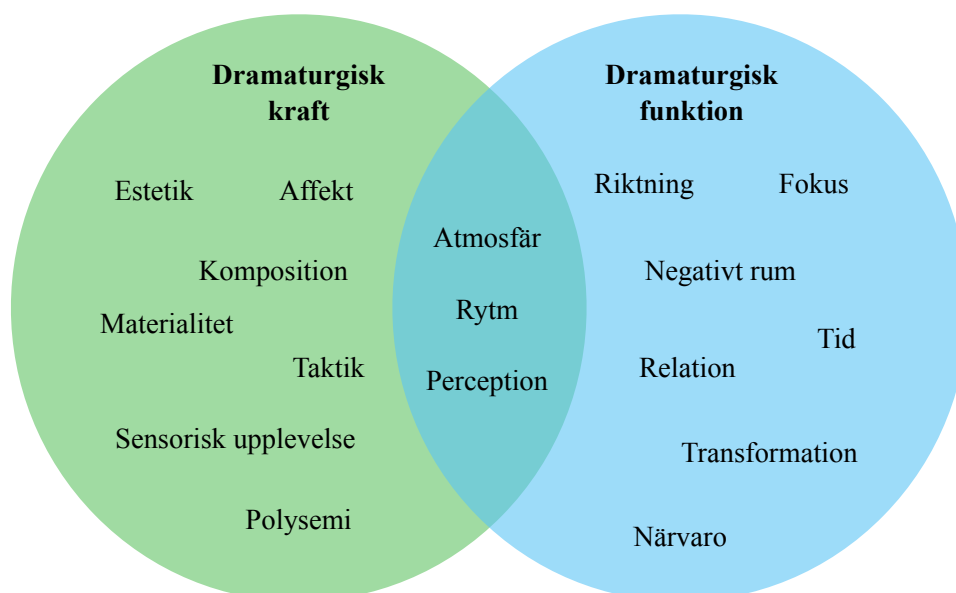 Dramaturgisk
kraft
Estetik
Affekt
Komposition
Materialitet
Taktik
Sensorisk upplevelse
Polysemi
Atmosfär
Rytm
Perception
Dramaturgisk
funktion
Riktning
Fokus
Negativt rum
Tid
Relation
Transformation
Närvaro